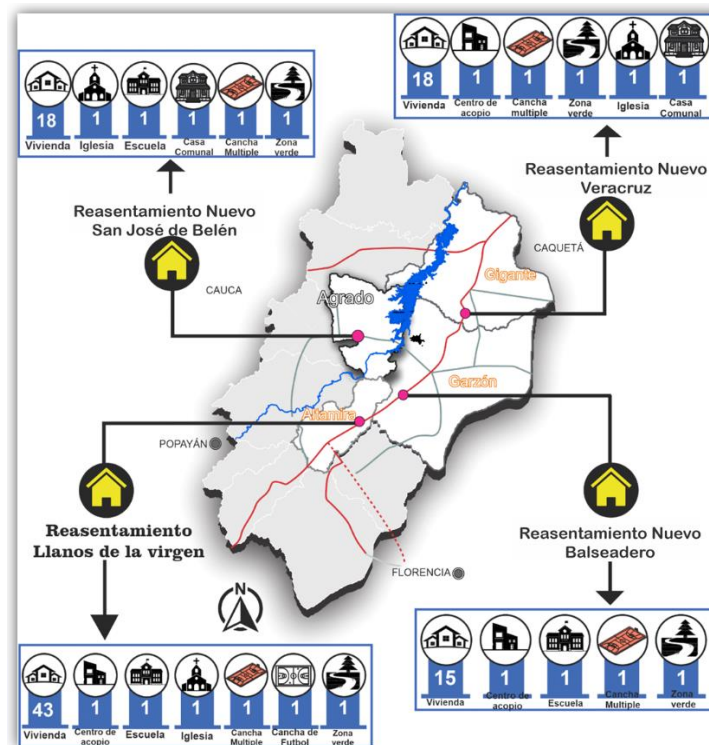 18 1 1 1 1 1
Vivienda Iglesia Escuela Casa Comunal Cancha Multiple Zona verde
18 1 1 1 1 1
Vivienda Centro de acopio Cancha multiple Zona verde Iglesia Casa Comunal
Reasentamiento Nuevo
San José de Belén
Reasentamiento Nuevo
Veracruz
CAUCA
CAQUETÁ
Agrado
Gigante
Garzón
Altamira
POPAYÁN
FLORENCIA
N
Reasentamiento
Llanos de la virgen
Reasentamiento Nuevo
Balseadero
43 1 1 1 1 1 1
Vivienda Centro de acopio Escuela Iglesia Cancha Multiple Cancha de Futbol Zona verde
15 1 1 1 1
Vivienda Centro de acopio Escuela Cancha Multiple Zona verde